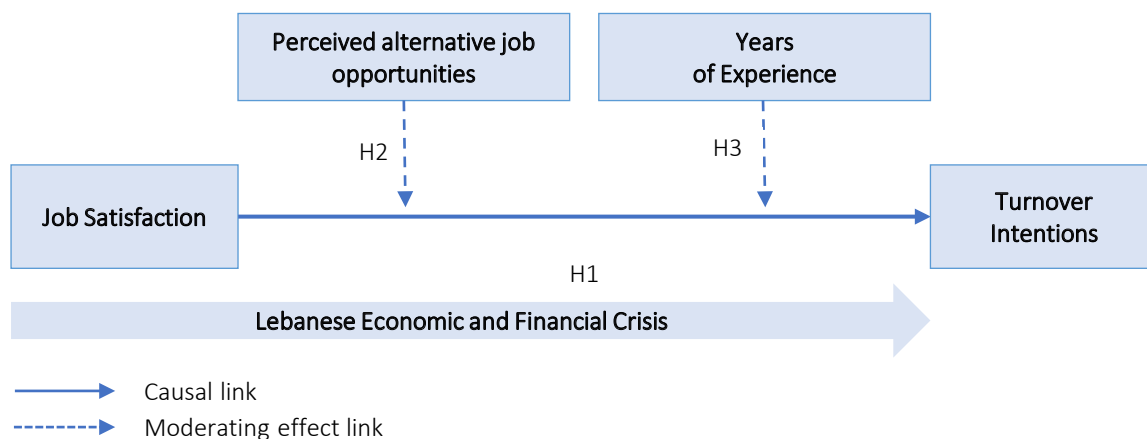 Perceived alternative job
opportunities
Years
of Experience
H2
H3
Job Satisfaction
Turnover
Intentions
H1
Lebanese Economic and Financial Crisis
Causal link
Moderating effect link